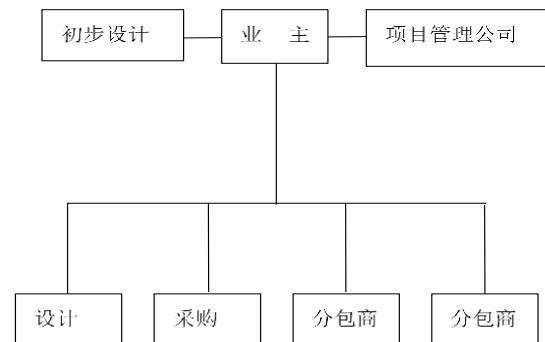 初步设计
业 主
项目管理公司
设计
采购
分包商
分包商